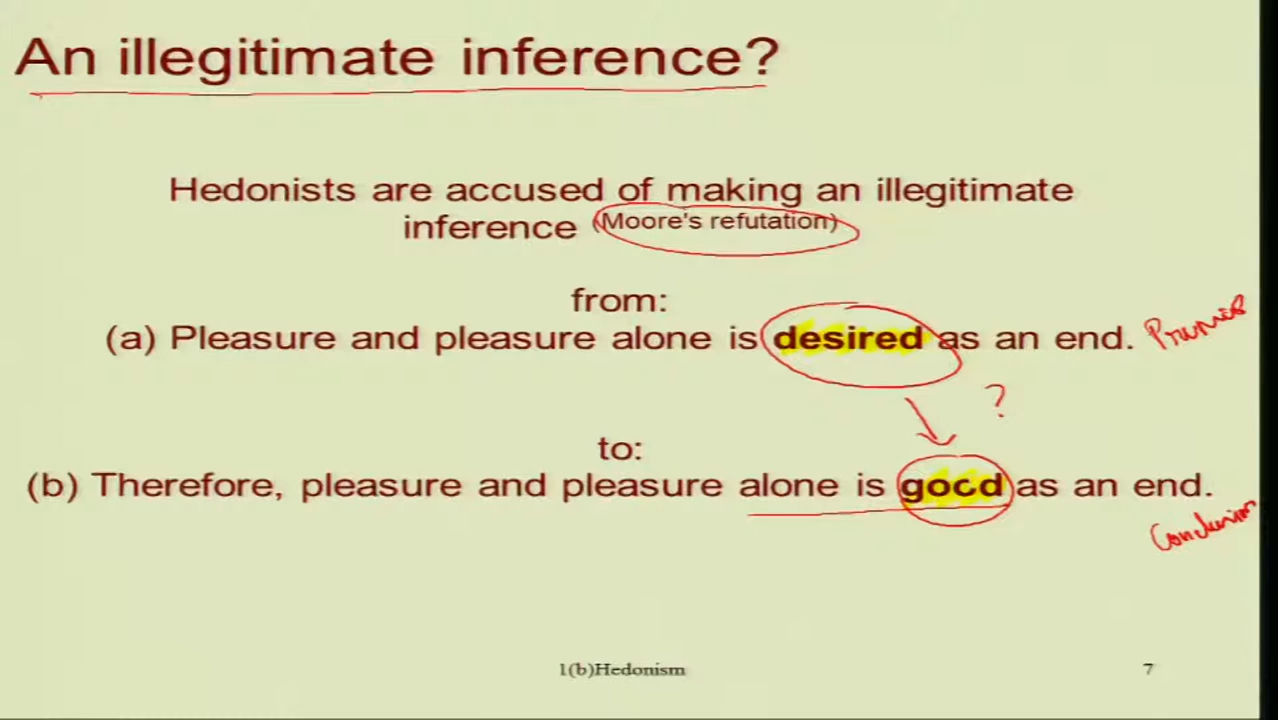 An illegitimate inference?
Hedonists are accused of making an illegitimate
inference (Moore's refutation)
from:
(a) Pleasure and pleasure alone is desired as an end. Premise
?
to:
(b) Therefore, pleasure and pleasure alone is good as an end.
Conclusion
1(b)Hedonism 7